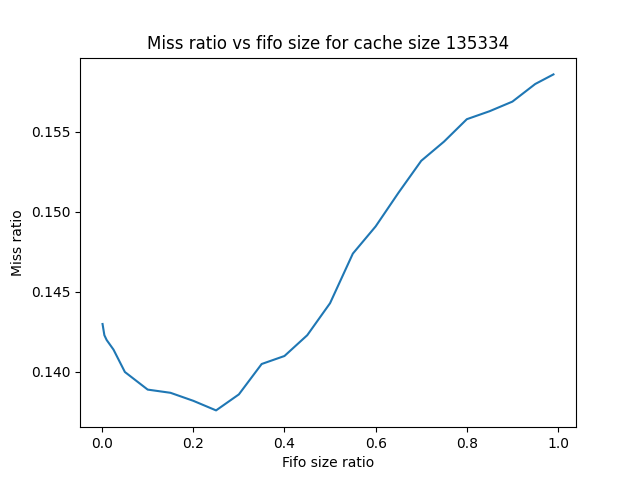 Miss ratio vs fifo size for cache size 135334
0.155
0.150
0.145
0.140
Miss ratio
0.0 0.2 0.4 0.6 0.8 1.0
Fifo size ratio